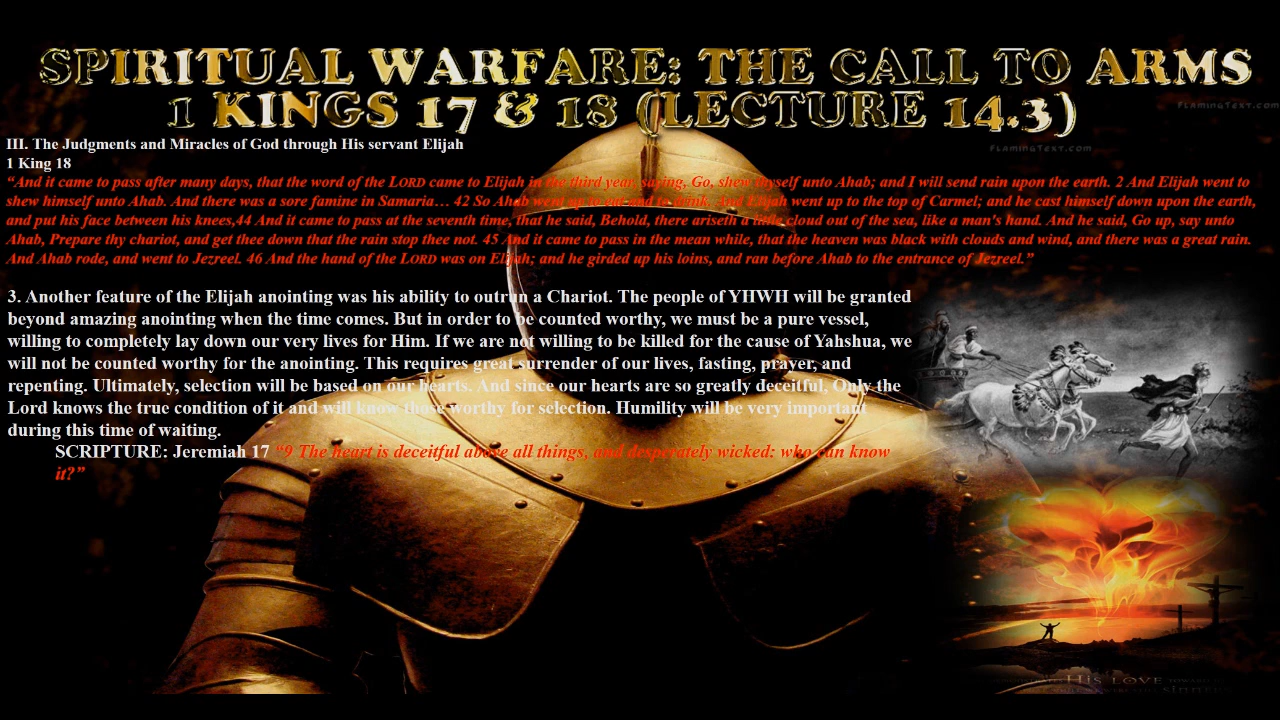 SPIRITUAL WARFARE: THE CALL TO ARMS
1 KINGS 17 & 18 (LECTURE 14.3)
FLAMINGTEXT.COM
FLAMINGTEXT.COM
III. The Judgments and Miracles of God through His servant Elijah
1 King 18
“And it came to pass after many days, that the word of the LORD came to Elijah in the third year, saying, Go, shew thyself unto Ahab; and I will send rain upon the earth. 2 And Elijah went to
shew himself unto Ahab. And there was a sore famine in Samaria… 42 So Ahab went up to eat and to drink. And Elijah went up to the top of Carmel; and he cast himself down upon the earth,
and put his face between his knees,44 And it came to pass at the seventh time, that he said, Behold, there ariseth a little cloud out of the sea, like a man's hand. And he said, Go up, say unto
Ahab, Prepare thy chariot, and get thee down that the rain stop thee not. 45 And it came to pass in the mean while, that the heaven was black with clouds and wind, and there was a great rain.
And Ahab rode, and went to Jezreel. 46 And the hand of the LORD was on Elijah; and he girded up his loins, and ran before Ahab to the entrance of Jezreel.”
3. Another feature of the Elijah anointing was his ability to outrun a Chariot. The people of YHWH will be granted
beyond amazing anointing when the time comes. But in order to be counted worthy, we must be a pure vessel,
willing to completely lay down our very lives for Him. If we are not willing to be killed for the cause of Yahshua, we
will not be counted worthy for the anointing. This requires great surrender of our lives, fasting, prayer, and
repenting. Ultimately, selection will be based on our hearts. And since our hearts are so greatly deceitful, Only the
Lord knows the true condition of it and will know those worthy for selection. Humility will be very important
during this time of waiting.
SCRIPTURE: Jeremiah 17 “9 The heart is deceitful above all things, and desperately wicked: who can know
it?”
HIS LOVE
SINNERS